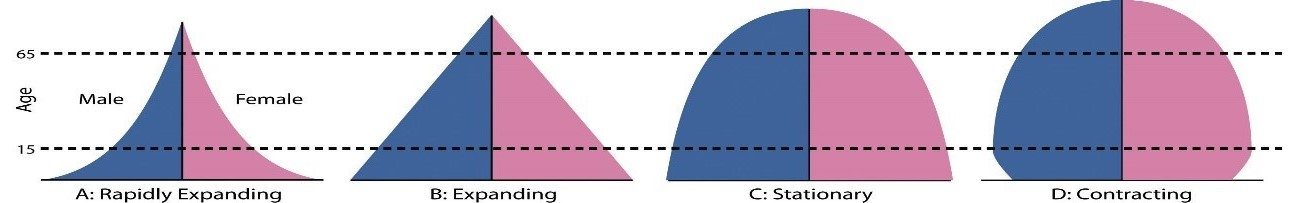 65
Age
Male
Female
15
A: Rapidly Expanding
B: Expanding
C: Stationary
D: Contracting